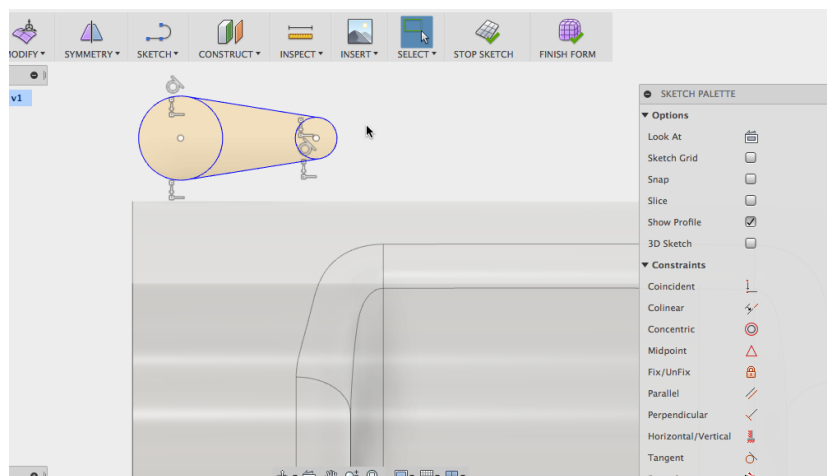 MODIFY ▾ SYMMETRY ▾ SKETCH ▾ CONSTRUCT ▾ INSPECT ▾ INSERT ▾ SELECT ▾ STOP SKETCH FINISH FORM
v1
SKETCH PALETTE
▼ Options
Look At
Sketch Grid
Snap
Slice
Show Profile
3D Sketch
▼ Constraints
Coincident
Colinear
Concentric
Midpoint
Fix/UnFix
Parallel
Perpendicular
Horizontal/Vertical
Tangent